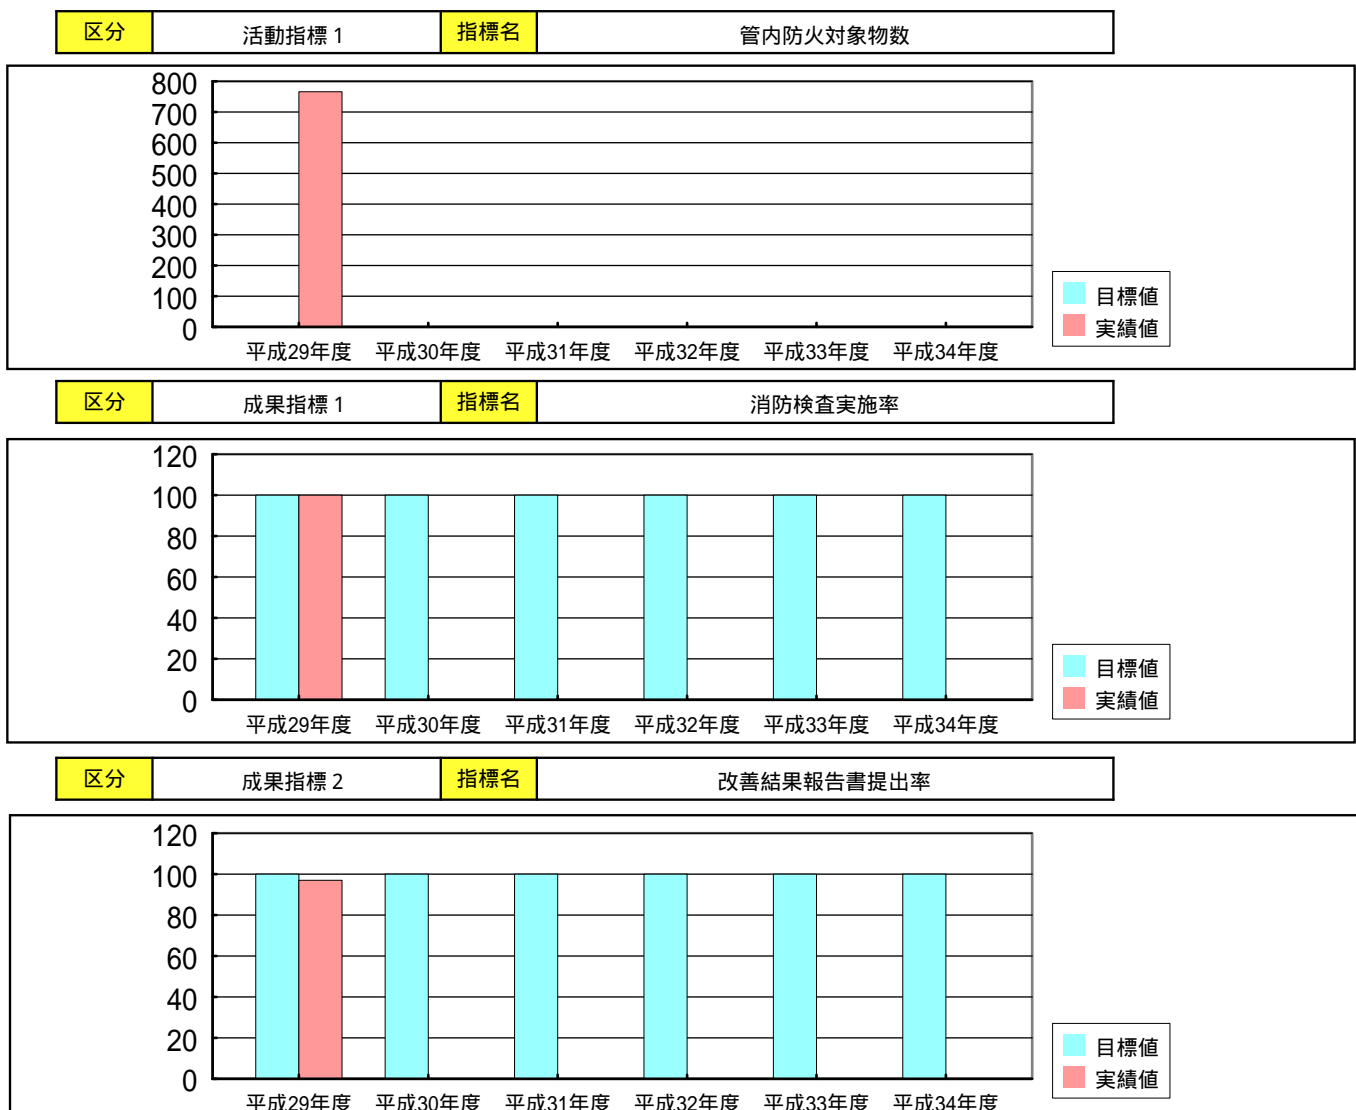 区分 活動指標1 指標名 管内防火対象物数
800
700
600
500
400
300
200
100
0
平成29年度 平成30年度 平成31年度 平成32年度 平成33年度 平成34年度
目標値
実績値
区分 成果指標1 指標名 消防検査実施率
120
100
80
60
40
20
0
平成29年度 平成30年度 平成31年度 平成32年度 平成33年度 平成34年度
目標値
実績値
区分 成果指標2 指標名 改善結果報告書提出率
120
100
80
60
40
20
0
平成29年度 平成30年度 平成31年度 平成32年度 平成33年度 平成34年度
目標値
実績値